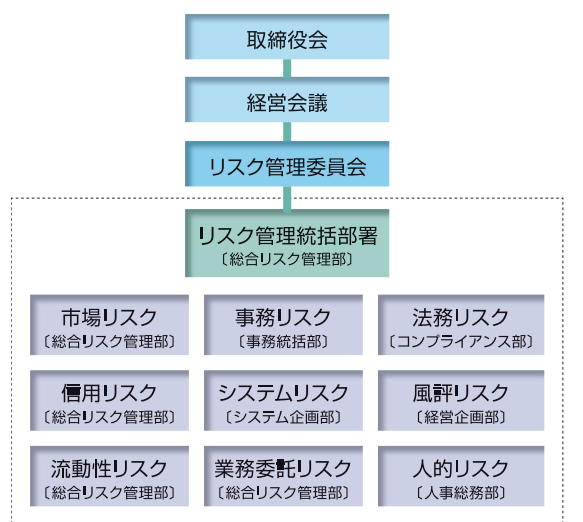 取締役会
経営会議
リスク管理委員会
リスク管理統括部署
〔総合リスク管理部〕
市場リスク
〔総合リスク管理部〕
事務リスク
〔事務統括部〕
法務リスク
〔コンプライアンス部〕
信用リスク
〔総合リスク管理部〕
システムリスク
〔システム企画部〕
風評リスク
〔経営企画部〕
流動性リスク
〔総合リスク管理部〕
業務委託リスク
〔総合リスク管理部〕
人的リスク
〔人事総務部〕